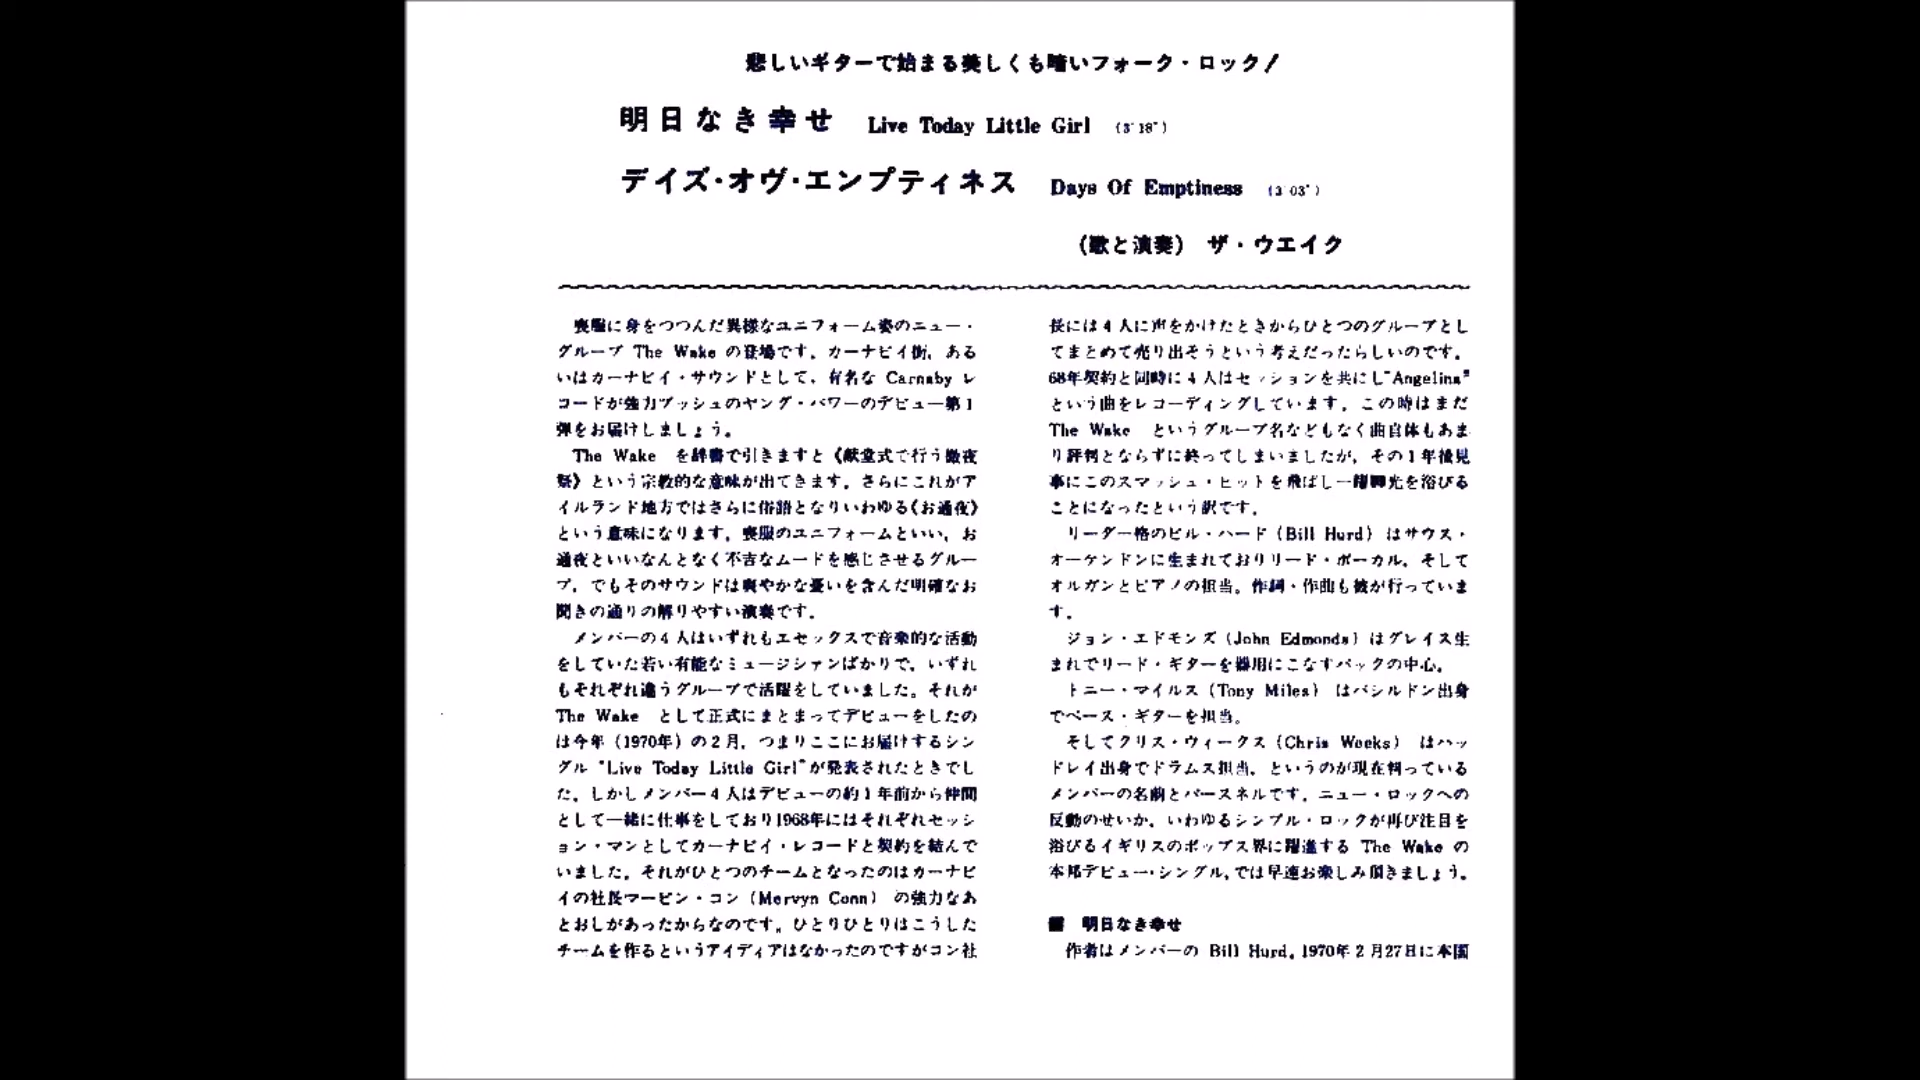 悲しいギターで始まる美しくも暗いフォーク・ロック!
明日なき幸せ Live Today Little Girl (3'18")
デイズ・オヴ・エンプティネス Days Of Emptiness (3'03")
(歌と演奏) ザ・ウエイク
喪服に身をつつんだ異様なユニフォーム姿のニュー・
グループ The Wake の登場です。カーナビイ街、ある
いはカーナビイ・サウンドとして、有名な Carnaby レ
コードが強力プッシュのヤング・パワーのデビュー第1
弾をお届けしましょう。
The Wake を辞書で引きますと《献堂式で行う徹夜
祭》という宗教的な意味が出てきます。さらにこれがア
イルランド地方ではさらに俗語となりいわゆる《お通夜》
という意味になります。喪服のユニフォームといい、お
通夜といいなんとなく不吉なムードを感じさせるグルー
プ。でもそのサウンドは爽やかな憂いを含んだ明確なお
聞きの通りの解りやすい演奏です。
メンバーの4人はいずれもエセックスで音楽的な活動
をしていた若い有能なミュージシャンばかりで、いずれ
もそれぞれ違うグループで活躍をしていました。それが
The Wake として正式にまとまってデビューをしたの
は今年(1970年)の2月、つまりここにお届けするシン
グル "Live Today Little Girl"が発表されたときでし
た。しかしメンバー4人はデビューの約1年前から仲間
として一緒に仕事をしており1968年にはそれぞれセッシ
ョン・マンとしてカーナビイ・レコードと契約を結んで
いました。それがひとつのチームとなったのはカーナビ
イの社長マービン・コン(Mervyn Conn) の強力なあ
とおしがあったからなのです。ひとりひとりはこうした
チームを作るというアイディアはなかったのですがコン社
長には4人に声をかけたときからひとつのグループとし
てまとめて売り出そうという考えだったらしいのです。
68年契約と同時に4人はセッションを共にし"Angelina"
という曲をレコーディングしています。この時はまだ
The Wake というグループ名などもなく曲自体もあま
り評判とならずに終ってしまいましたが、その1年後見
事にこのスマッシュ・ヒットを飛ばし一躍脚光を浴びる
ことになったという訳です。
リーダー格のビル・ハード(Bill Hurd)はサウス・
オーケンドンに生まれておりリード・ボーカル、そして
オルガンとピアノの担当。作詞・作曲も彼が行っていま
す。
ジョン・エドモンズ(John Edmonds)はグレイス生
まれでリード・ギターを器用にこなすバックの中心。
トニー・マイルス(Tony Miles) はバシルドン出身
でベース・ギターを担当。
そしてクリス・ウィークス(Chris Weeks) はハッ
ドレイ出身でドラムス担当、というのが現在判っている
メンバーの名前とパースネルです。ニュー・ロックへの
反動のせいか、いわゆるシンプル・ロックが再び注目を
浴びるイギリスのポップス界に躍進する The Wake の
本邦デビュー・シングル、では早速お楽しみ頂きましょう。
■ 明日なき幸せ
作者はメンバーの Bill Hurd。1970年2月27日に本国